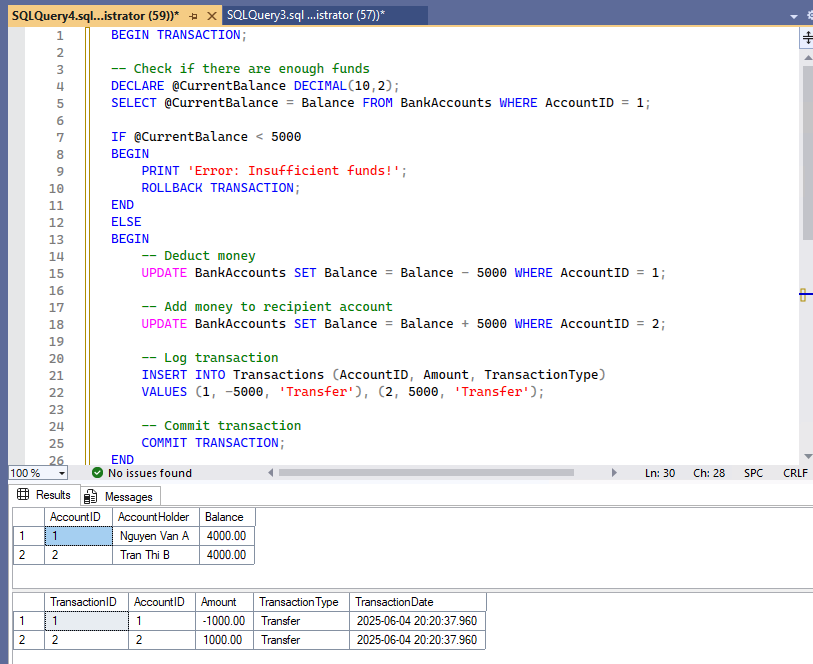 SQLQuery4.sql...istrator (59))* SQLQuery3.sql ...istrator (57))*
1 BEGIN TRANSACTION;
2
3 -- Check if there are enough funds
4 DECLARE @CurrentBalance DECIMAL(10,2);
5 SELECT @CurrentBalance = Balance FROM BankAccounts WHERE AccountID = 1;
6
7 IF @CurrentBalance < 5000
8 BEGIN
9 PRINT 'Error: Insufficient funds!';
10 ROLLBACK TRANSACTION;
11 END
12 ELSE
13 BEGIN
14 -- Deduct money
15 UPDATE BankAccounts SET Balance = Balance - 5000 WHERE AccountID = 1;
16
17 -- Add money to recipient account
18 UPDATE BankAccounts SET Balance = Balance + 5000 WHERE AccountID = 2;
19
20 -- Log transaction
21 INSERT INTO Transactions (AccountID, Amount, TransactionType)
22 VALUES (1, -5000, 'Transfer'), (2, 5000, 'Transfer');
23
24 -- Commit transaction
25 COMMIT TRANSACTION;
26 END
100 % No issues found Ln: 30 Ch: 28 SPC CRLF
Results Messages
AccountID AccountHolder Balance
1 1 Nguyen Van A 4000.00
2 2 Tran Thi B 4000.00
TransactionID AccountID Amount TransactionType TransactionDate
1 1 1 -1000.00 Transfer 2025-06-04 20:20:37.960
2 2 2 1000.00 Transfer 2025-06-04 20:20:37.960